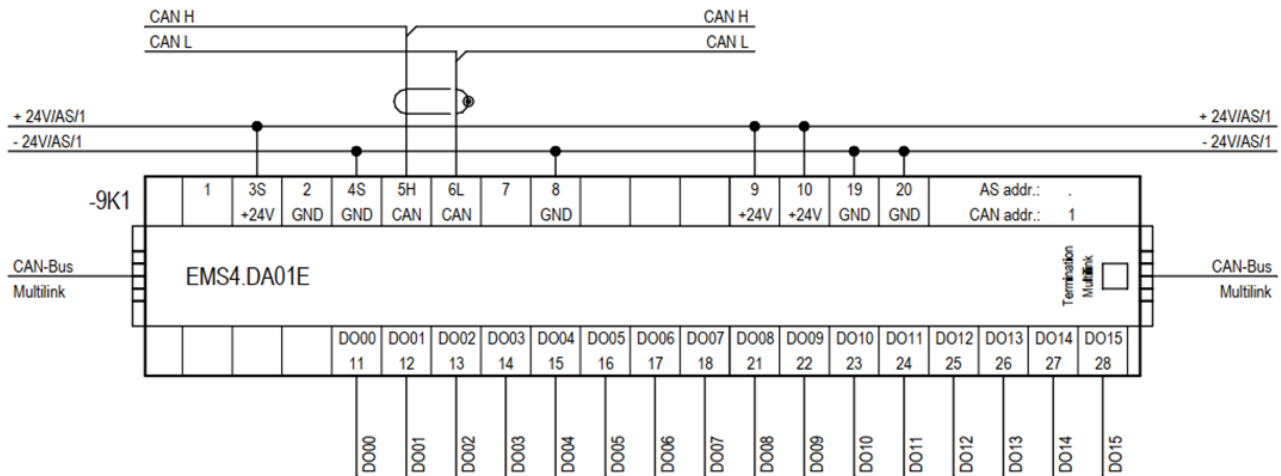 CAN H CAN H
CAN L CAN L
+ 24V/AS/1 + 24V/AS/1
- 24V/AS/1 - 24V/AS/1
-9K1
1 3S 2 4S 5H 6L 7 8 9 10 19 20 AS addr.: .
+24V GND GND CAN CAN GND +24V +24V GND GND CAN addr.: 1
CAN-Bus
Multilink
EMS4.DA01E
Termination
Multilink
CAN-Bus
Multilink
DO00 DO01 DO02 DO03 DO04 DO05 DO06 DO07 DO08 DO09 DO10 DO11 DO12 DO13 DO14 DO15
11 12 13 14 15 16 17 18 21 22 23 24 25 26 27 28
DO00 DO01 DO02 DO03 DO04 DO05 DO06 DO07 DO08 DO09 DO10 DO11 DO12 DO13 DO14 DO15